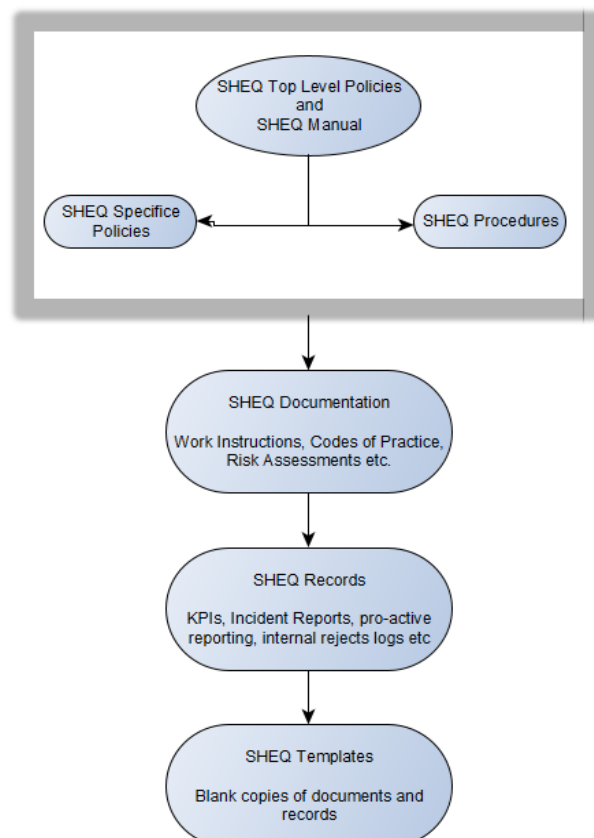 SHEQ Top Level Policies
and
SHEQ Manual
SHEQ Specifice
Policies
SHEQ Procedures
SHEQ Documentation
Work Instructions, Codes of Practice,
Risk Assessments etc.
SHEQ Records
KPIs, Incident Reports, pro-active
reporting, internal rejects logs etc
SHEQ Templates
Blank copies of documents and
records